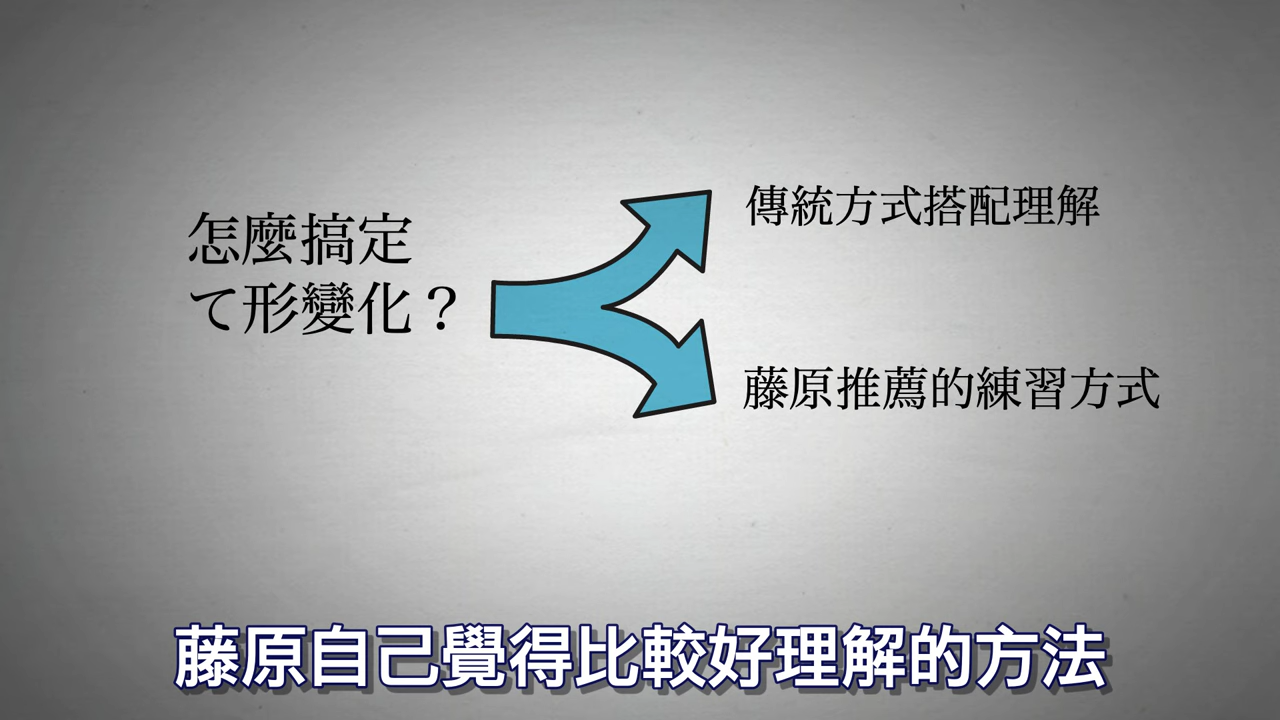 怎麼搞定
て形變化？
傳統方式搭配理解
藤原推薦的練習方式
藤原自己覺得比較好理解的方法